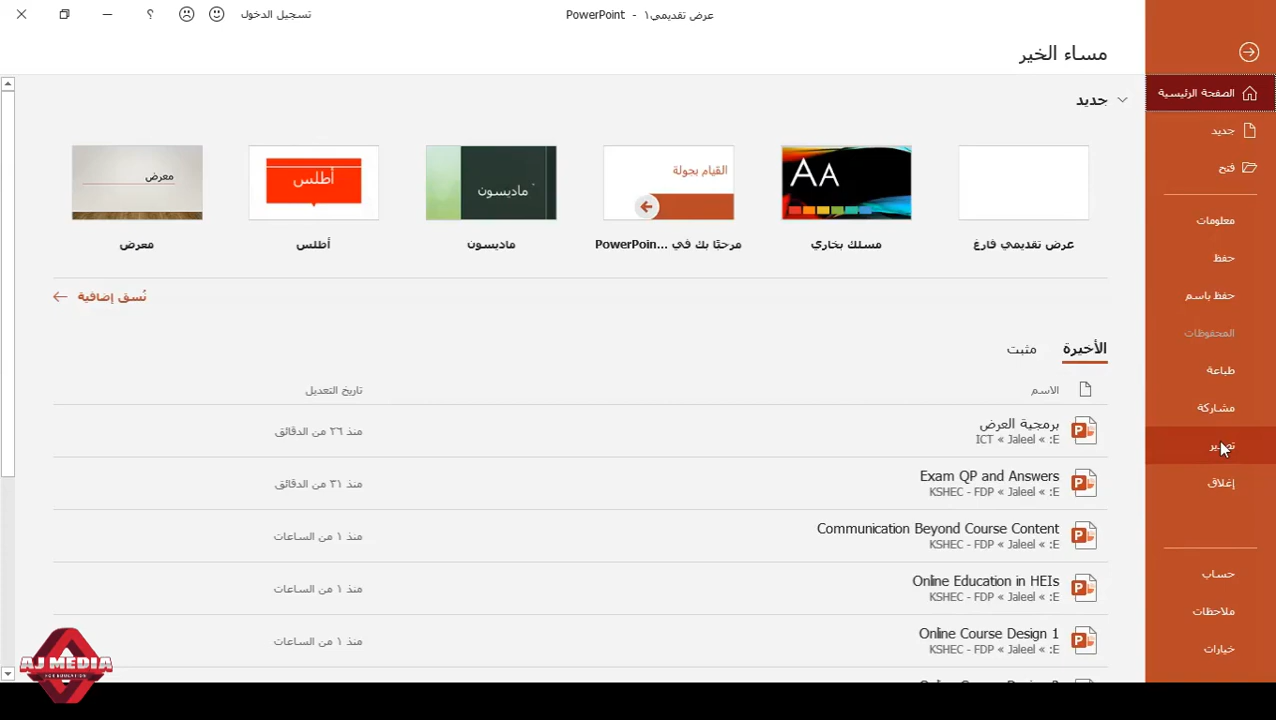 عرض تقديمي١ - PowerPoint
تسجيل الدخول
?
مساء الخير
الصفحة الرئيسية
جديد
فتح
معلومات
حفظ
حفظ باسم
المحفوظات
طباعة
مشاركة
تصدير
إغلاق
حساب
ملاحظات
خيارات
جديد
القيام بجولة
AA
ماديسون
أطلس
معرض
عرض تقديمي فارغ
مسلك بخاري
مرحبًا بك في PowerPoin...
ماديسون
أطلس
معرض
نُسق إضافية
الأخيرة
مثبت
الاسم
تاريخ التعديل
برمجية العرض
E: » Jaleel » ICT
منذ ٢٦ من الدقائق
Exam QP and Answers
E: » Jaleel » KSHEC - FDP
منذ ٣١ من الدقائق
Communication Beyond Course Content
E: » Jaleel » KSHEC - FDP
منذ ١ من الساعات
Online Education in HEIs
E: » Jaleel » KSHEC - FDP
منذ ١ من الساعات
Online Course Design 1
E: » Jaleel » KSHEC - FDP
منذ ١ من الساعات
AJ MEDIA
FOR EDUCATION